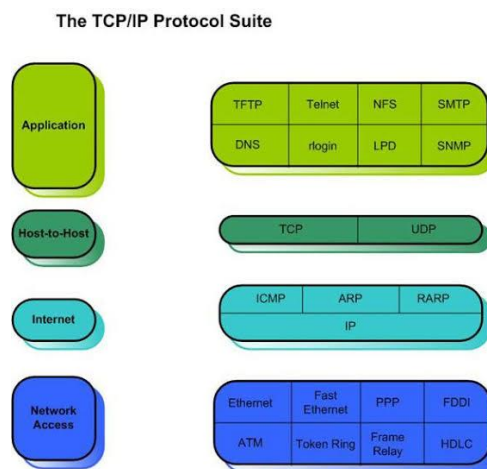 The TCP/IP Protocol Suite
Application
TFTP Telnet NFS SMTP
DNS rlogin LPD SNMP
Host-to-Host
TCP UDP
Internet
ICMP ARP RARP
IP
Network
Access
Ethernet Fast
Ethernet PPP FDDI
ATM Token Ring Frame
Relay HDLC